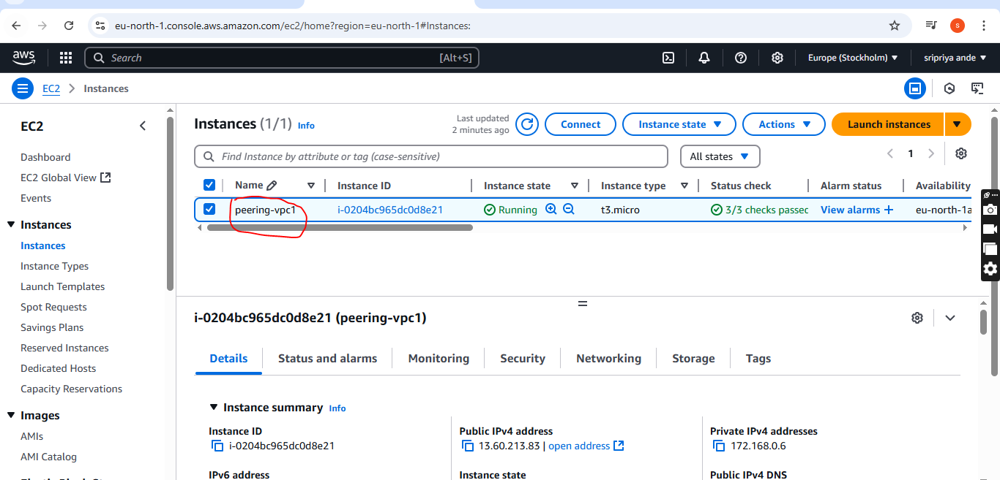 eu-north-1.console.aws.amazon.com/ec2/home?region=eu-north-1#Instances:
s
aws
Search
[Alt+S]
Europe (Stockholm)
sripriya ande
EC2
Instances
EC2
Dashboard
EC2 Global View
Events
Instances
Instances
Instance Types
Launch Templates
Spot Requests
Savings Plans
Reserved Instances
Dedicated Hosts
Capacity Reservations
Images
AMIs
AMI Catalog
Instances (1/1) Info
Last updated
2 minutes ago
Connect
Instance state
Actions
Launch instances
Find Instance by attribute or tag (case-sensitive)
All states
1
Name Instance ID Instance state Instance type Status check Alarm status Availability
peering-vpc1 i-0204bc965dc0d8e21 Running t3.micro 3/3 checks passec View alarms + eu-north-1a
i-0204bc965dc0d8e21 (peering-vpc1)
Details Status and alarms Monitoring Security Networking Storage Tags
Instance summary Info
Instance ID
i-0204bc965dc0d8e21
Public IPv4 address
13.60.213.83 | open address
Private IPv4 addresses
172.168.0.6
IPv6 address
Instance state
Public IPv4 DNS